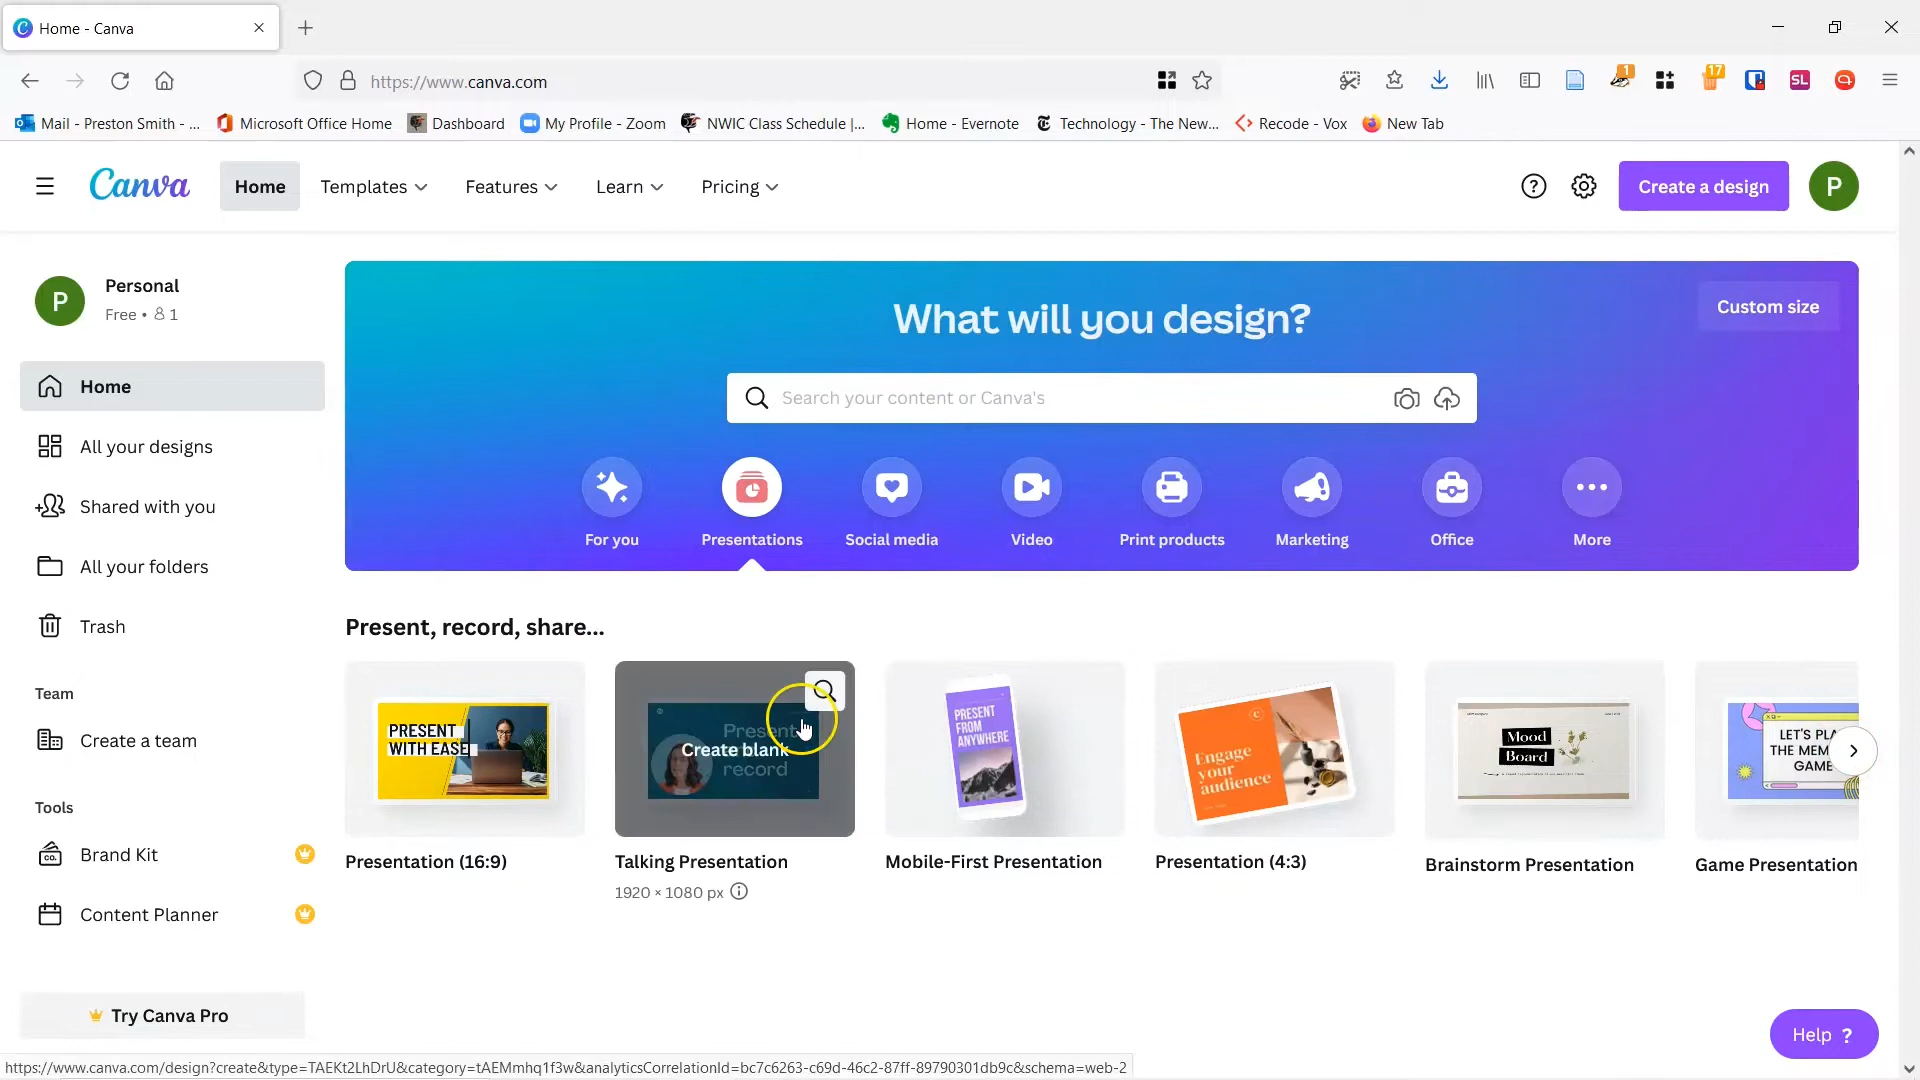 Home - Canva
https://www.canva.com
1
17
SL
Mail - Preston Smith - ...
Microsoft Office Home
Dashboard
My Profile - Zoom
NWIC Class Schedule |...
Home - Evernote
Technology - The New...
Recode - Vox
New Tab
Canva
Home
Templates
Features
Learn
Pricing
?
Create a design
P
P
Personal
Free • 1
Home
All your designs
Shared with you
All your folders
Trash
Team
Create a team
Tools
Brand Kit
Content Planner
Try Canva Pro
What will you design?
Custom size
Search your content or Canva's
For you
Presentations
Social media
Video
Print products
Marketing
Office
More
Present, record, share...
PRESENT
WITH EASE
Present
Create blank
record
PRESENT
FROM
ANYWHERE
Engage
your
audience
Mood
Board
LET'S PL
THE MEM
GAME
Presentation (16:9)
Talking Presentation
1920 × 1080 px
Mobile-First Presentation
Presentation (4:3)
Brainstorm Presentation
Game Presentation
Help ?
https://www.canva.com/design?create&type=TAEKt2LhDrU&category=tAEMmhq1f3w&analyticsCorrelationId=bc7c6263-c69d-46c2-87ff-89790301db9c&schema=web-2